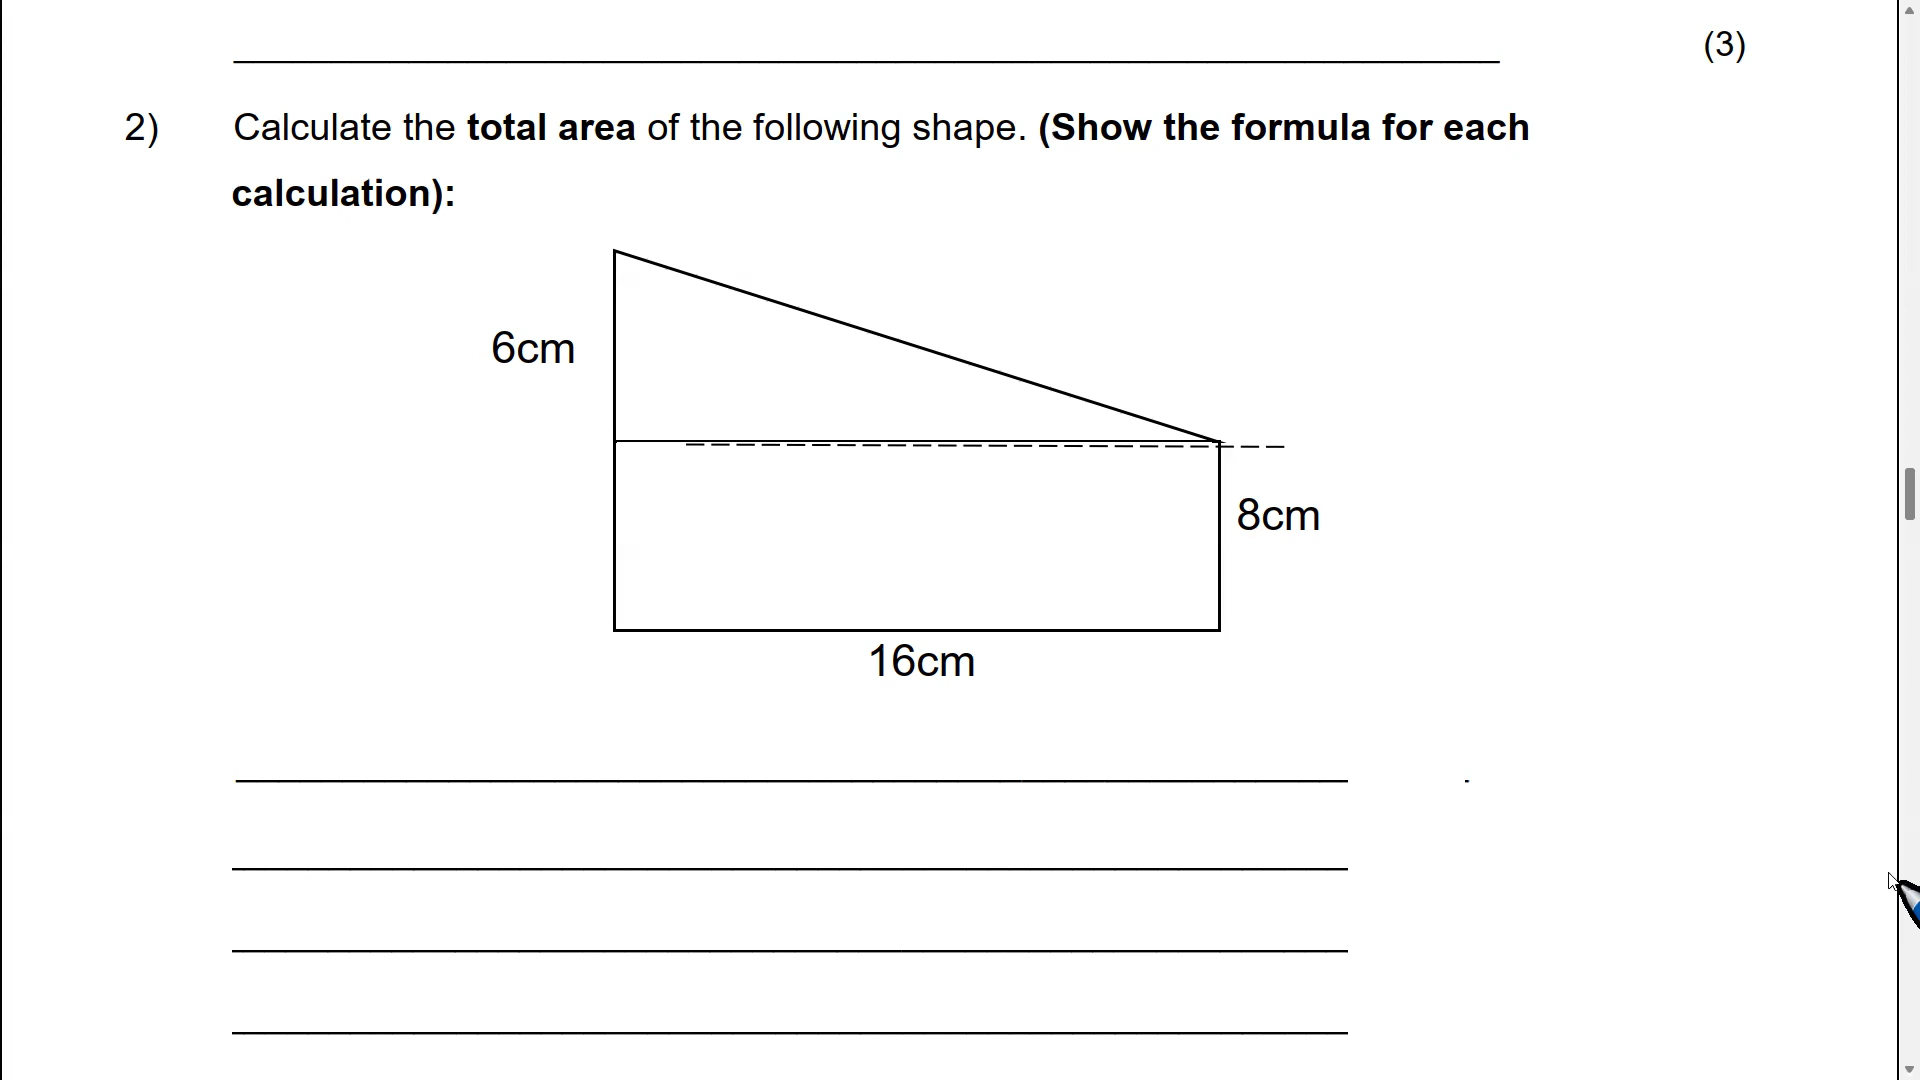 (3)
2) Calculate the total area of the following shape. (Show the formula for each
calculation):
6cm
8cm
16cm